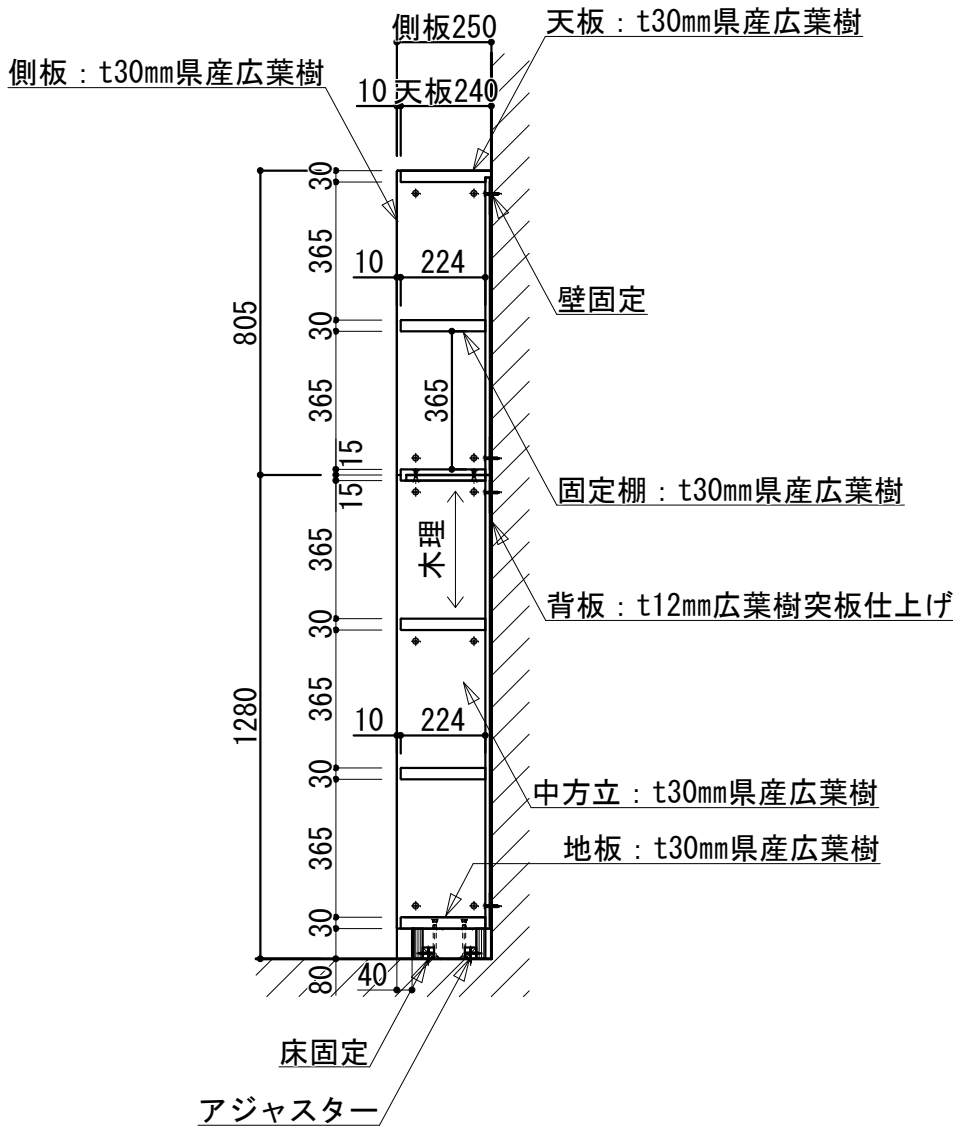 側板250
天板：t30mm県産広葉樹
側板：t30mm県産広葉樹
10 天板240
30
365
10
224
805
壁固定
30
365
365
15
15
固定棚：t30mm県産広葉樹
木理
365
背板：t12mm広葉樹突板仕上げ
30
365
1280
10
224
30
中方立：t30mm県産広葉樹
365
地板：t30mm県産広葉樹
30
80
40
床固定
アジャスター